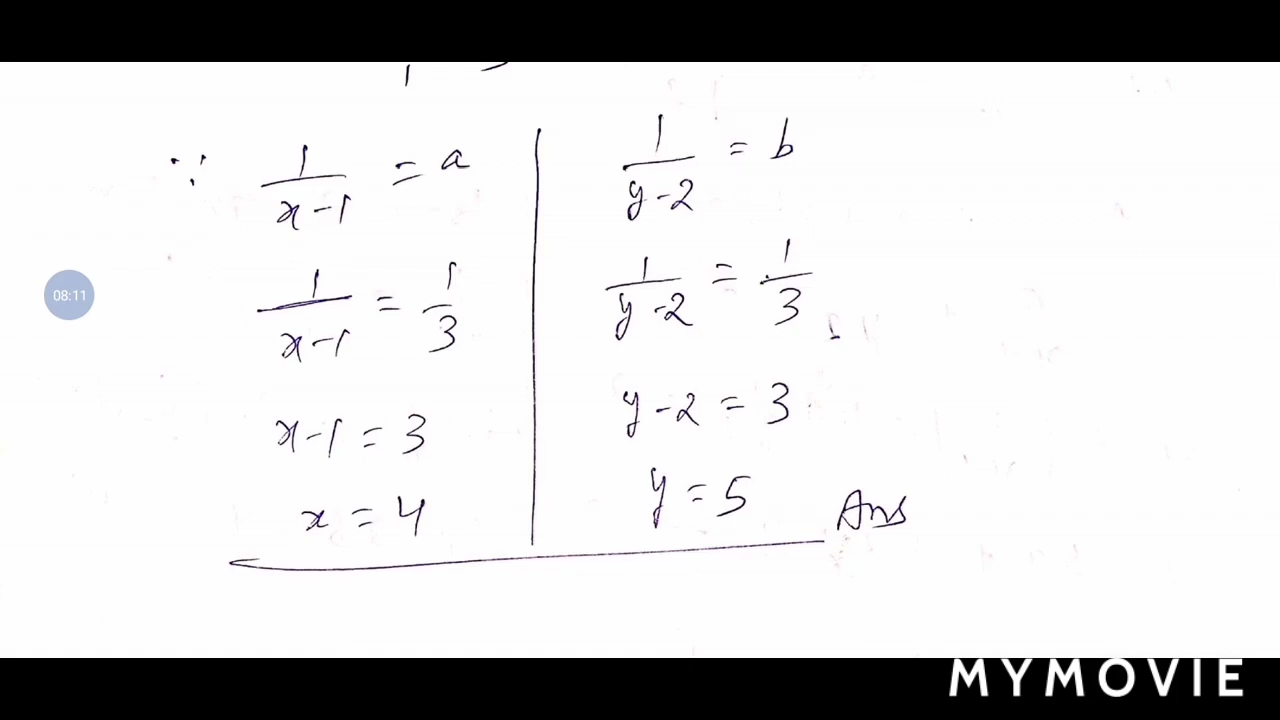 ∵ 1/(x-1) = a
1/(x-1) = 1/3
x-1 = 3
x = 4
1/(y-2) = b
1/(y-2) = 1/3
y-2 = 3
y = 5 Ans
08:11
MYMOVIE